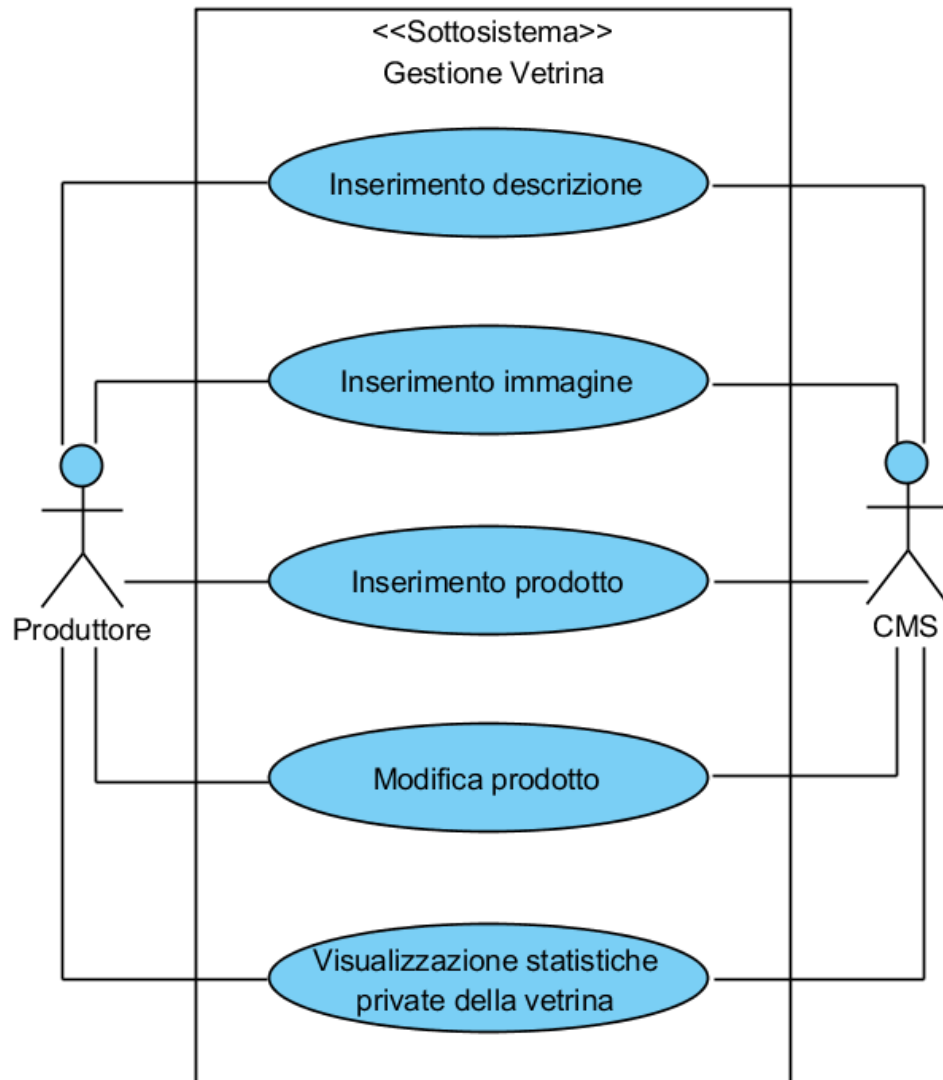 <<Sottosistema>>
Gestione Vetrina
Inserimento descrizione
Inserimento immagine
Inserimento prodotto
Produttore
CMS
Modifica prodotto
Visualizzazione statistiche
private della vetrina